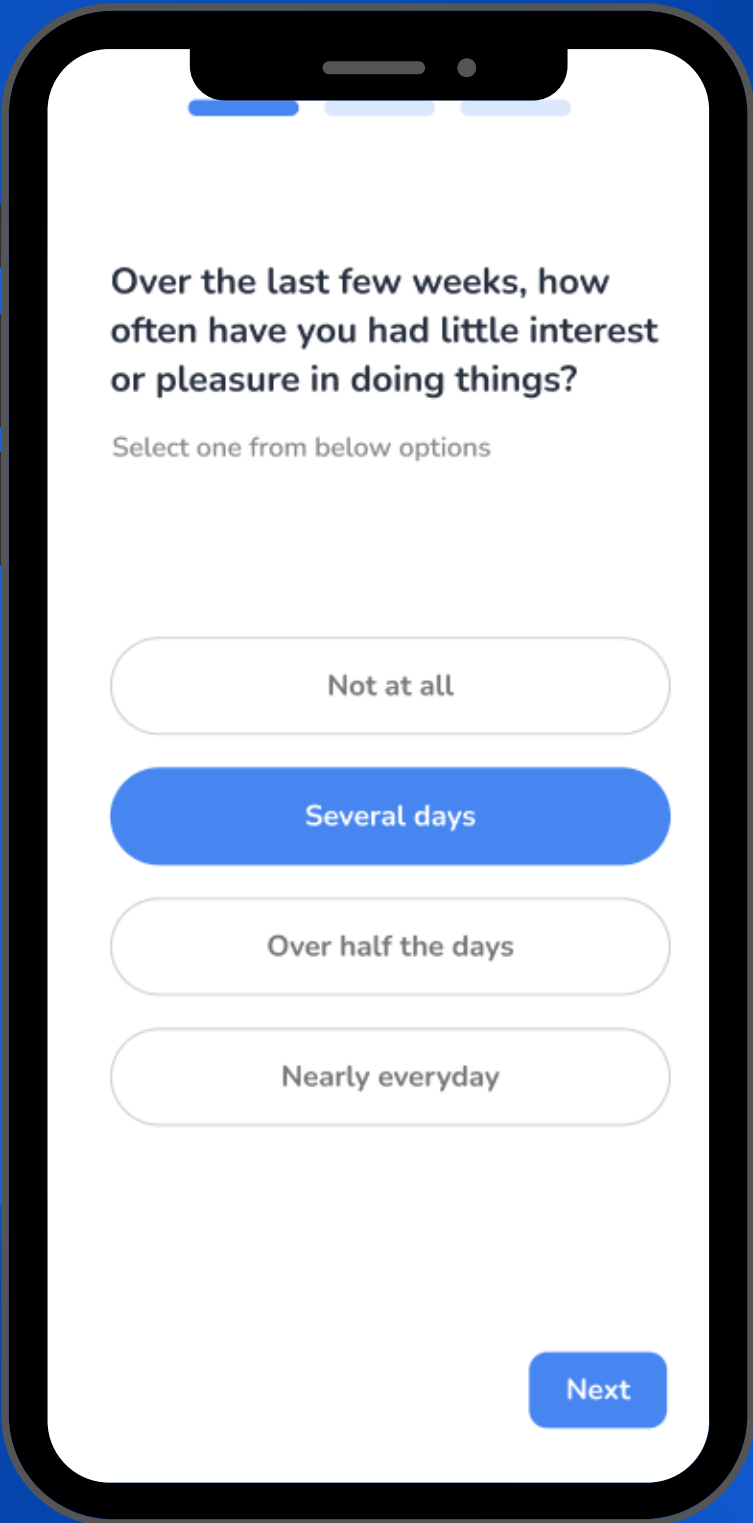 Over the last few weeks, how
often have you had little interest
or pleasure in doing things?
Select one from below options
Not at all
Several days
Over half the days
Nearly everyday
Next